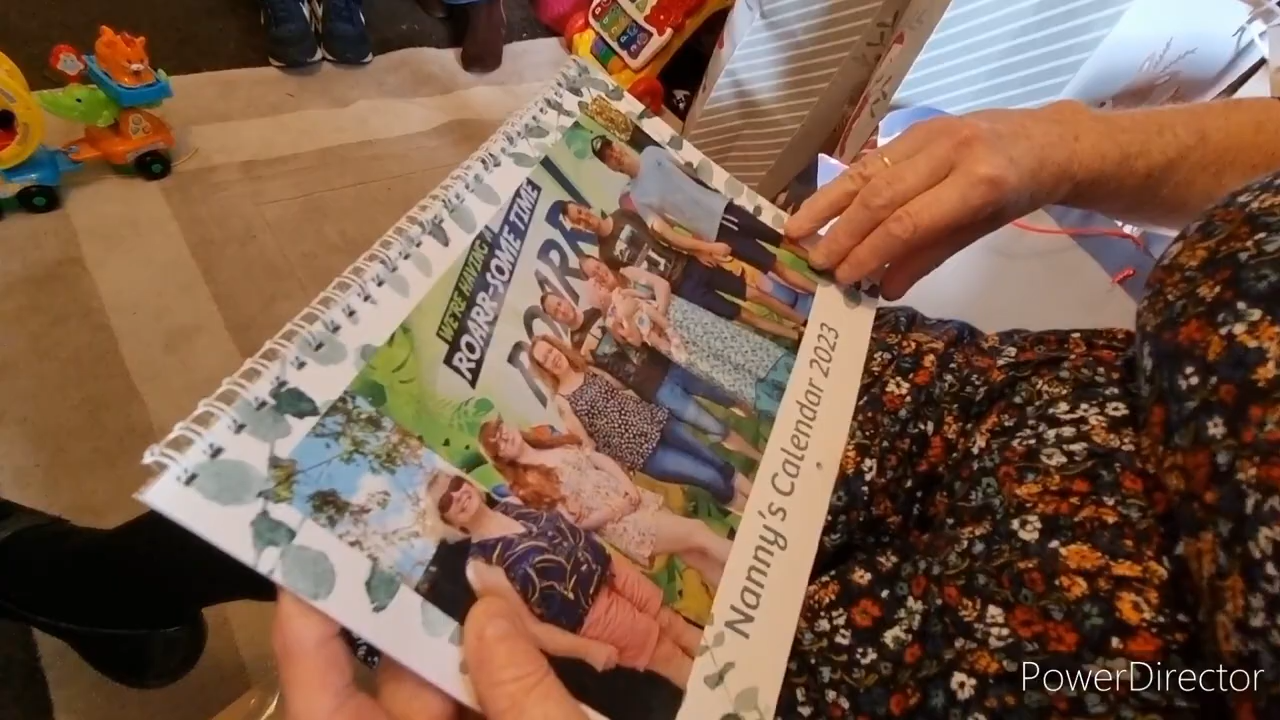 WE'RE HAVING A
ROARR-SOME TIME
ROARR!
Nanny's Calendar 2023
PowerDirector